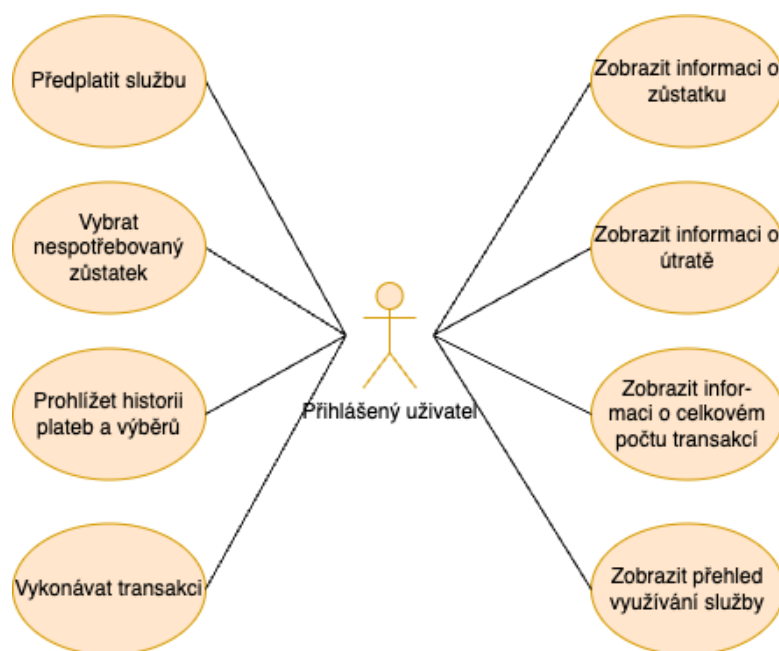 Předplatit službu
Vybrat
nespotřebovaný
zůstatek
Prohlížet historii
plateb a výběrů
Vykonávat transakci
Přihlášený uživatel
Zobrazit informaci o
zůstatku
Zobrazit informaci o
útratě
Zobrazit infor-
maci o celkovém
počtu transakcí
Zobrazit přehled
využívání služby